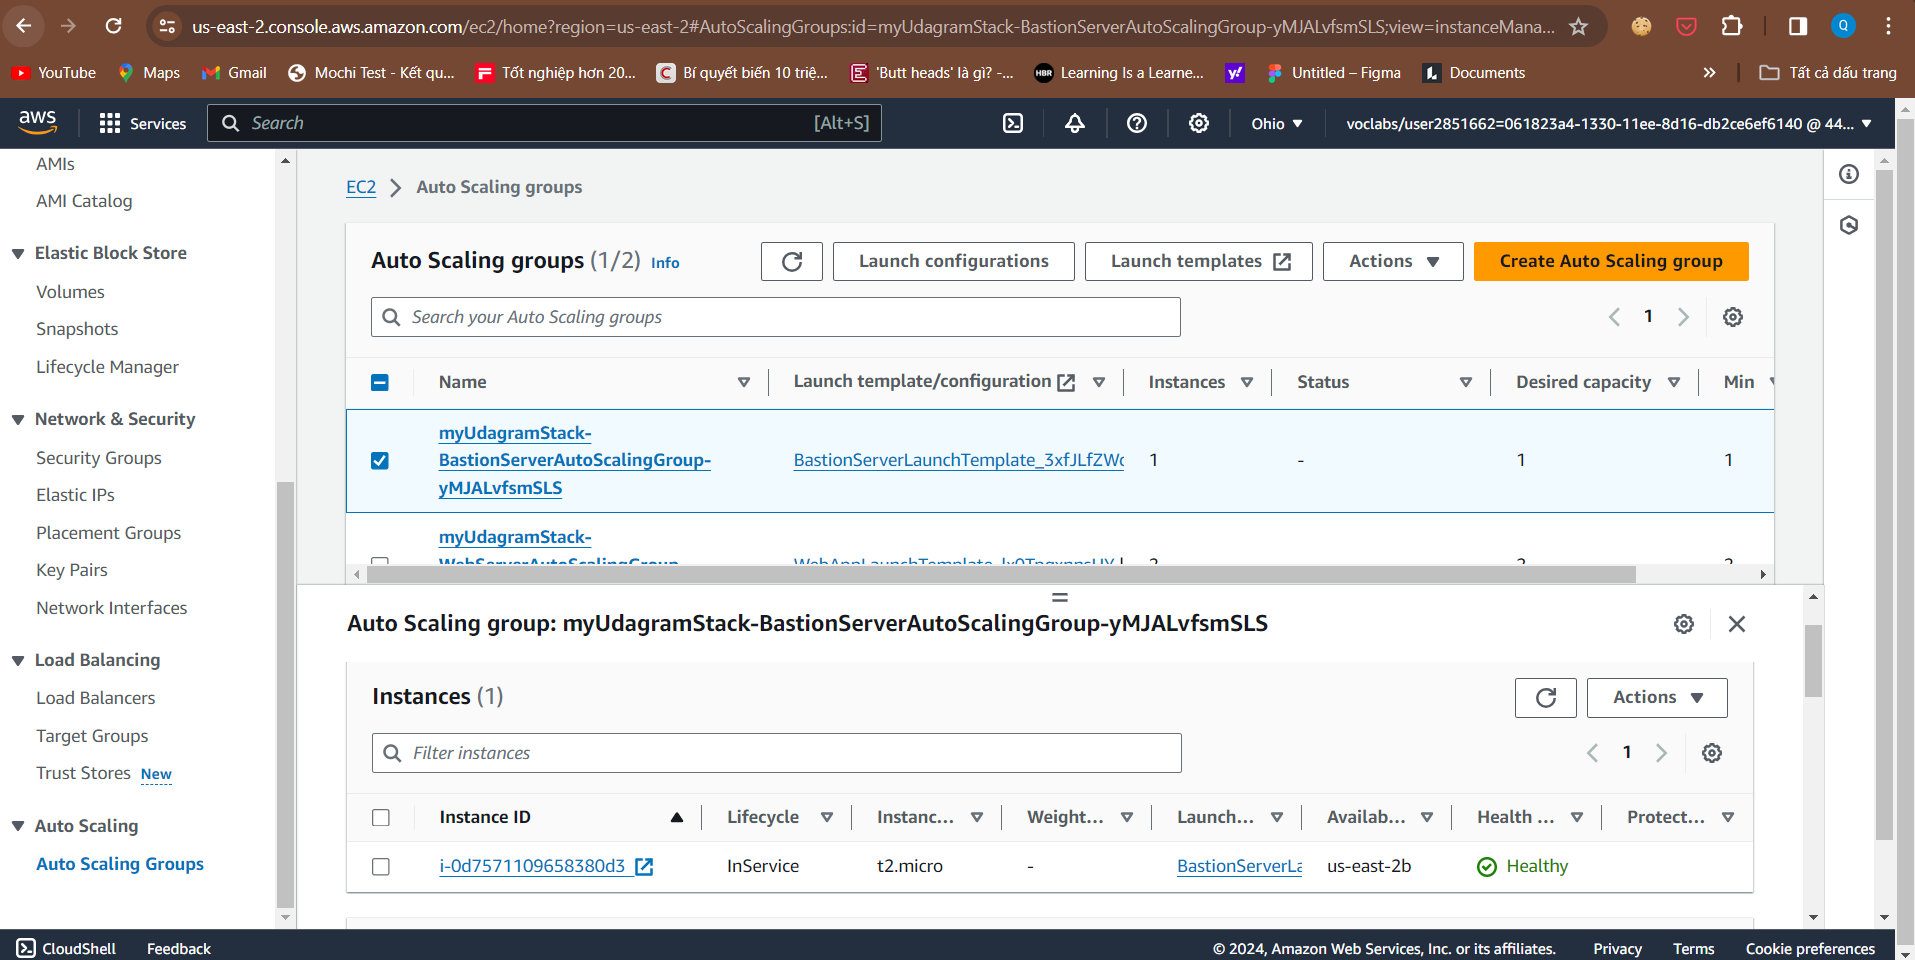 us-east-2.console.aws.amazon.com/ec2/home?region=us-east-2#AutoScalingGroups:id=myUdagramStack-BastionServerAutoScalingGroup-yMJALvfsmSLS;view=instanceMana...
Q
YouTube Maps Gmail Mochi Test - Kết qu... Tốt nghiệp hơn 20... Bí quyết biến 10 triệ... 'Butt heads' là gì? -... HBR Learning Is a Learne... y! Untitled – Figma Documents » Tất cả dấu trang
aws Services Search [Alt+S] Ohio voclabs/user2851662=061823a4-1330-11ee-8d16-db2ce6ef6140 @ 44...
AMIs
AMI Catalog
Elastic Block Store
Volumes
Snapshots
Lifecycle Manager
Network & Security
Security Groups
Elastic IPs
Placement Groups
Key Pairs
Network Interfaces
Load Balancing
Load Balancers
Target Groups
Trust Stores New
Auto Scaling
Auto Scaling Groups
EC2 > Auto Scaling groups
Auto Scaling groups (1/2) Info
Launch configurations
Launch templates
Actions
Create Auto Scaling group
Search your Auto Scaling groups
1
Name Launch template/configuration Instances Status Desired capacity Min
myUdagramStack-
BastionServerAutoScalingGroup-
yMJALvfsmSLS
BastionServerLaunchTemplate_3xfJLfZW
1 - 1 1
myUdagramStack-
WebServerAutoScalingGroup-
2 2 2
Auto Scaling group: myUdagramStack-BastionServerAutoScalingGroup-yMJALvfsmSLS
Instances (1)
Actions
Filter instances
1
Instance ID Lifecycle Instanc... Weight... Launch... Availab... Health ... Protect...
i-0d7571109658380d3 InService t2.micro - BastionServerLa us-east-2b Healthy
CloudShell Feedback © 2024, Amazon Web Services, Inc. or its affiliates. Privacy Terms Cookie preferences